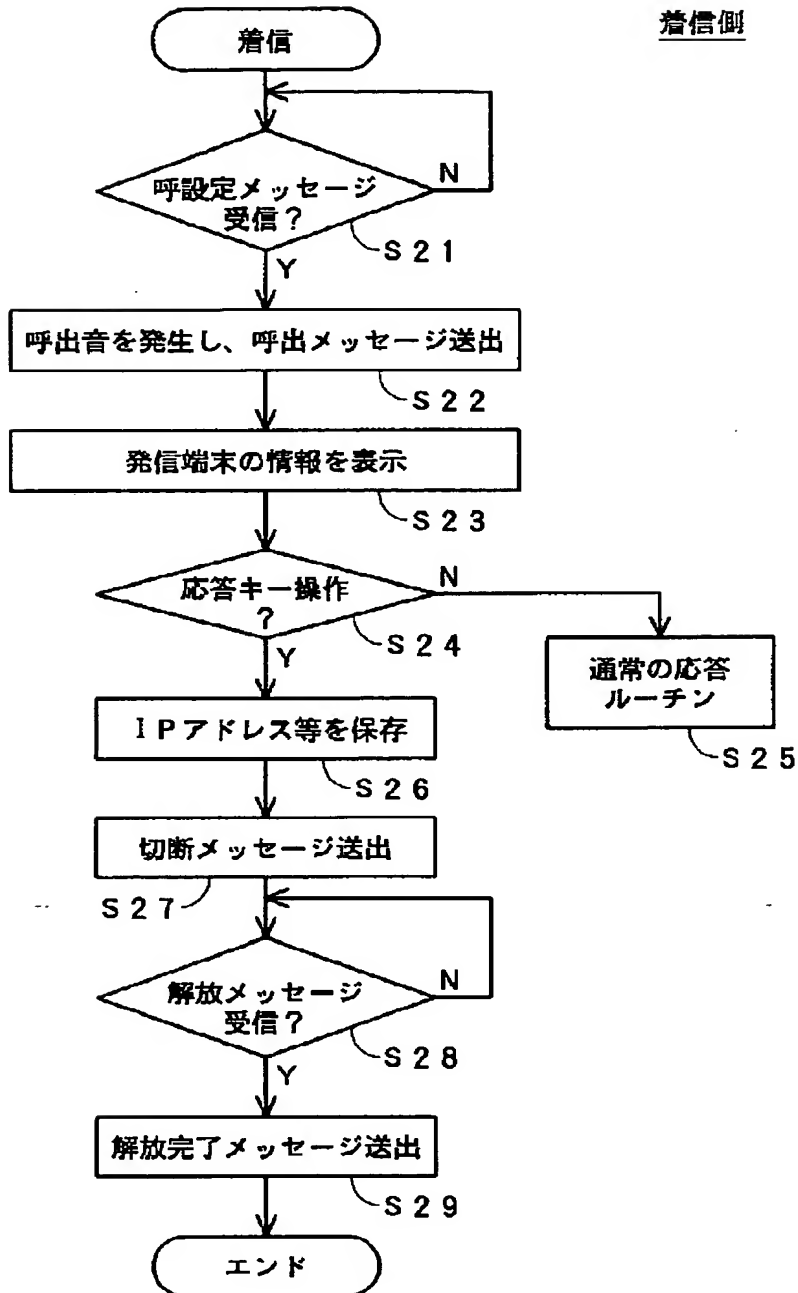 着信側
着信
呼設定メッセージ
受信？
N
S21
Y
呼出音を発生し、呼出メッセージ送出
S22
発信端末の情報を表示
S23
応答キー操作
？
N
S24
Y
通常の応答
ルーチン
S25
IPアドレス等を保存
S26
切断メッセージ送出
S27
解放メッセージ
受信？
N
S28
Y
解放完了メッセージ送出
S29
エンド